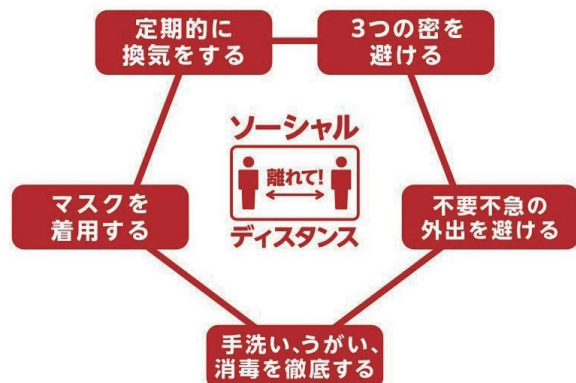 定期的に
換気をする
3つの密を
避ける
ソーシャル
離れて!
ディスタンス
マスクを
着用する
不要不急の
外出を避ける
手洗い、うがい、
消毒を徹底する